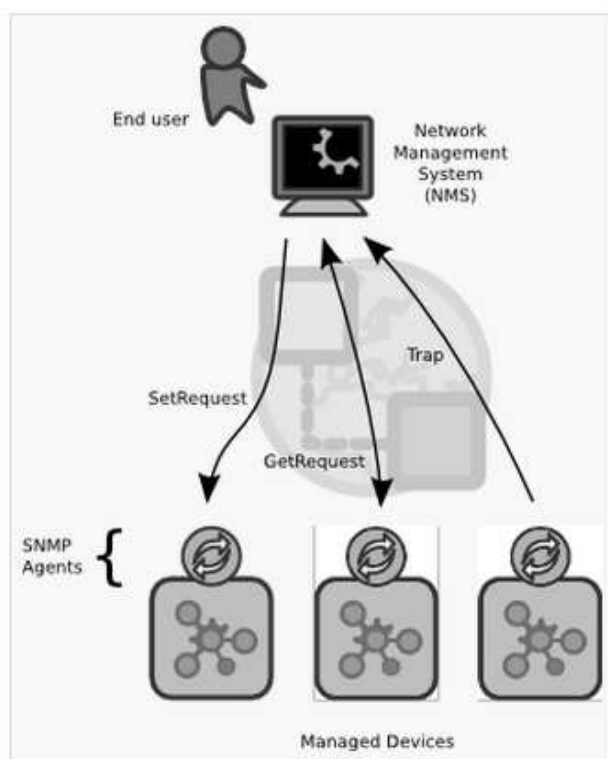 End user
Network
Management
System
(NMS)
Trap
SetRequest
GetRequest
SNMP
Agents
Managed Devices